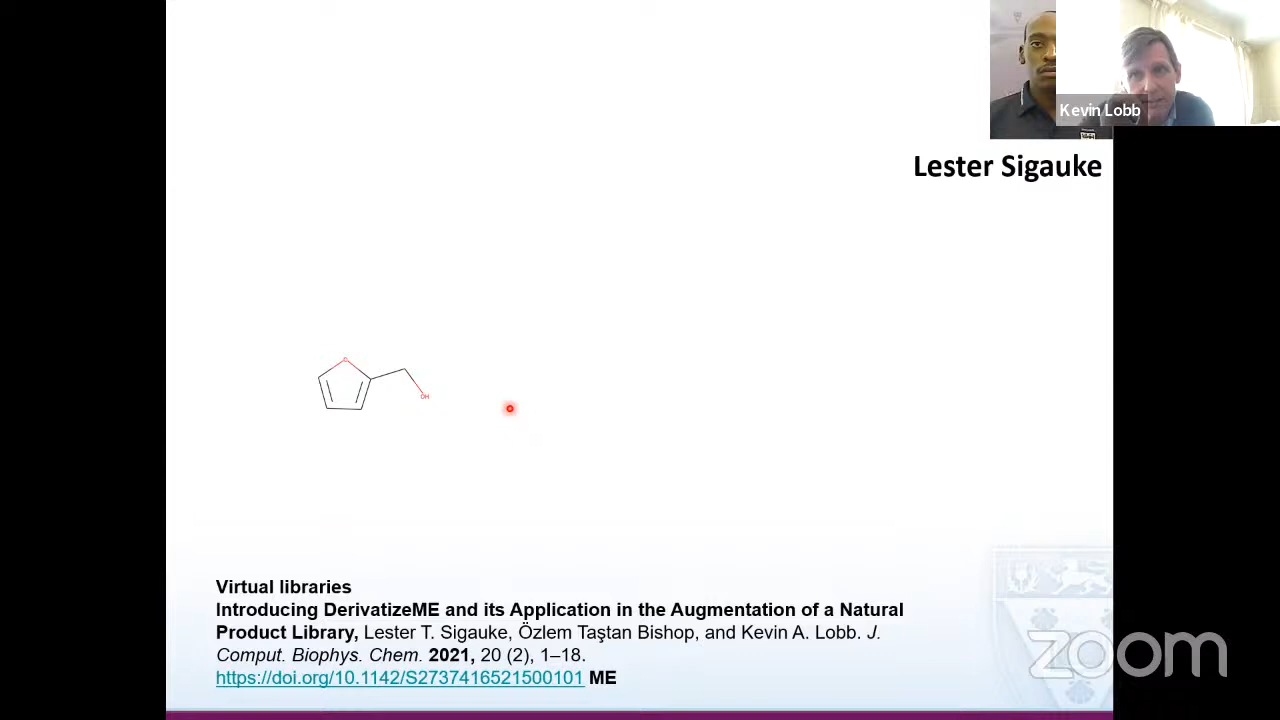 Kevin Lobb
Lester Sigauke
O
OH
Virtual libraries
Introducing DerivatizeME and its Application in the Augmentation of a Natural
Product Library, Lester T. Sigauke, Özlem Taştan Bishop, and Kevin A. Lobb. J.
Comput. Biophys. Chem. 2021, 20 (2), 1–18.
https://doi.org/10.1142/S2737416521500101 ME
zoom